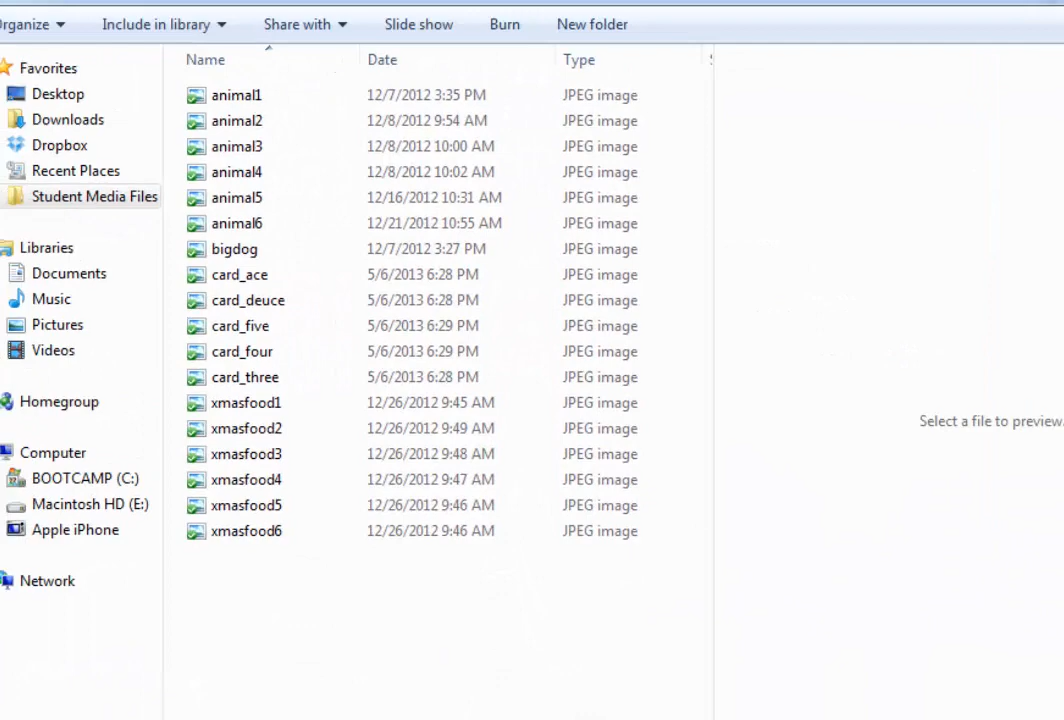 Organize Include in library Share with Slide show Burn New folder
Favorites
Desktop
Downloads
Dropbox
Recent Places
Student Media Files
Libraries
Documents
Music
Pictures
Videos
Homegroup
Computer
BOOTCAMP (C:)
Macintosh HD (E:)
Apple iPhone
Network
Name Date Type
animal1 12/7/2012 3:35 PM JPEG image
animal2 12/8/2012 9:54 AM JPEG image
animal3 12/8/2012 10:00 AM JPEG image
animal4 12/8/2012 10:02 AM JPEG image
animal5 12/16/2012 10:31 AM JPEG image
animal6 12/21/2012 10:55 AM JPEG image
bigdog 12/7/2012 3:27 PM JPEG image
card_ace 5/6/2013 6:28 PM JPEG image
card_deuce 5/6/2013 6:28 PM JPEG image
card_five 5/6/2013 6:29 PM JPEG image
card_four 5/6/2013 6:29 PM JPEG image
card_three 5/6/2013 6:28 PM JPEG image
xmasfood1 12/26/2012 9:45 AM JPEG image
xmasfood2 12/26/2012 9:49 AM JPEG image
xmasfood3 12/26/2012 9:48 AM JPEG image
xmasfood4 12/26/2012 9:47 AM JPEG image
xmasfood5 12/26/2012 9:46 AM JPEG image
xmasfood6 12/26/2012 9:46 AM JPEG image
Select a file to preview.